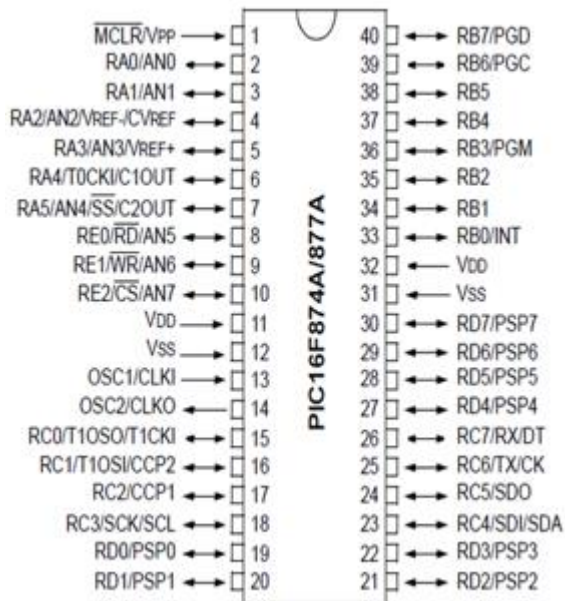 MCLR/VPP 1 40 RB7/PGD
RA0/AN0 2 39 RB6/PGC
RA1/AN1 3 38 RB5
RA2/AN2/VREF-/CVREF 4 37 RB4
RA3/AN3/VREF+ 5 36 RB3/PGM
RA4/T0CKI/C1OUT 6 35 RB2
RA5/AN4/SS/C2OUT 7 34 RB1
RE0/RD/AN5 8 33 RB0/INT
RE1/WR/AN6 9 32 VDD
RE2/CS/AN7 10 31 VSS
VDD 11 30 RD7/PSP7
VSS 12 29 RD6/PSP6
OSC1/CLKI 13 28 RD5/PSP5
OSC2/CLKO 14 27 RD4/PSP4
RC0/T1OSO/T1CKI 15 26 RC7/RX/DT
RC1/T1OSI/CCP2 16 25 RC6/TX/CK
RC2/CCP1 17 24 RC5/SDO
RC3/SCK/SCL 18 23 RC4/SDI/SDA
RD0/PSP0 19 22 RD3/PSP3
RD1/PSP1 20 21 RD2/PSP2
PIC16F874A/877A